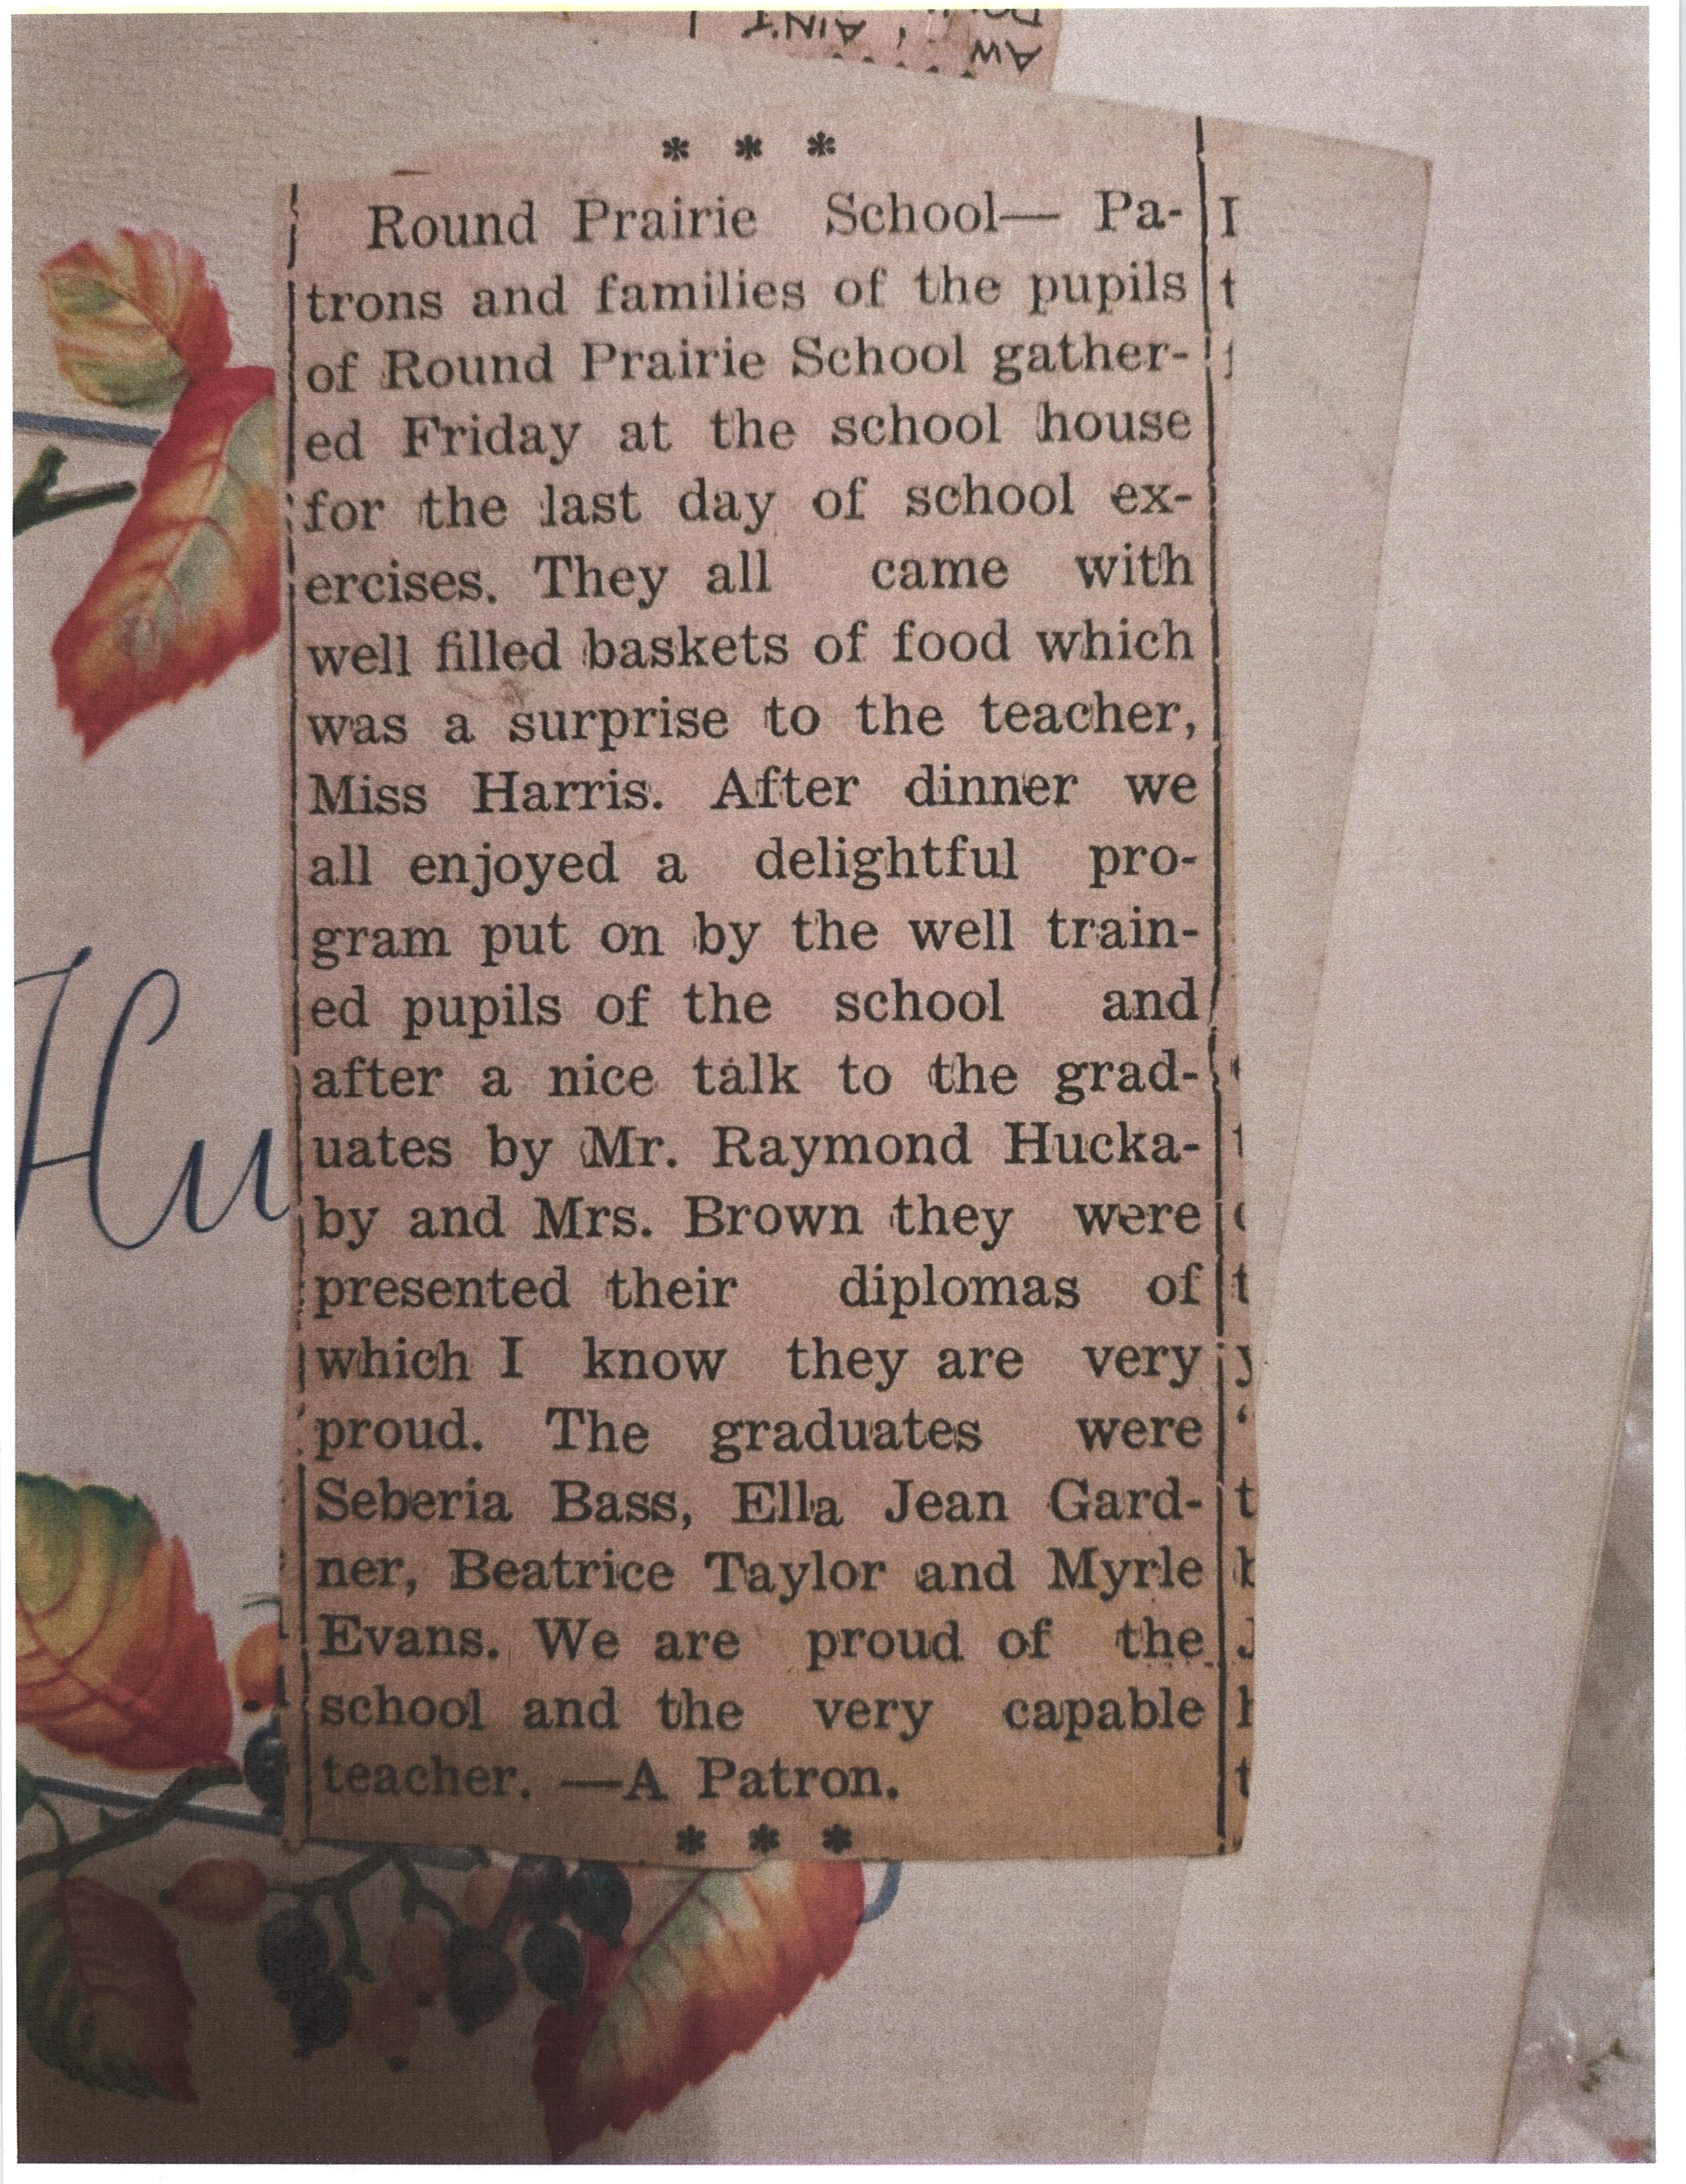 AW
AIN'T
* * *
Round Prairie School— Pa-
trons and families of the pupils
of Round Prairie School gather-
ed Friday at the school house
for the last day of school ex-
ercises. They all came with
well filled baskets of food which
was a surprise to the teacher,
Miss Harris. After dinner we
all enjoyed a delightful pro-
gram put on by the well train-
ed pupils of the school and
after a nice talk to the grad-
uates by Mr. Raymond Hucka-
by and Mrs. Brown they were
presented their diplomas of
which I know they are very
proud. The graduates were
Seberia Bass, Ella Jean Gard-
ner, Beatrice Taylor and Myrle
Evans. We are proud of the
school and the very capable
teacher. —A Patron.
* * *
Hu